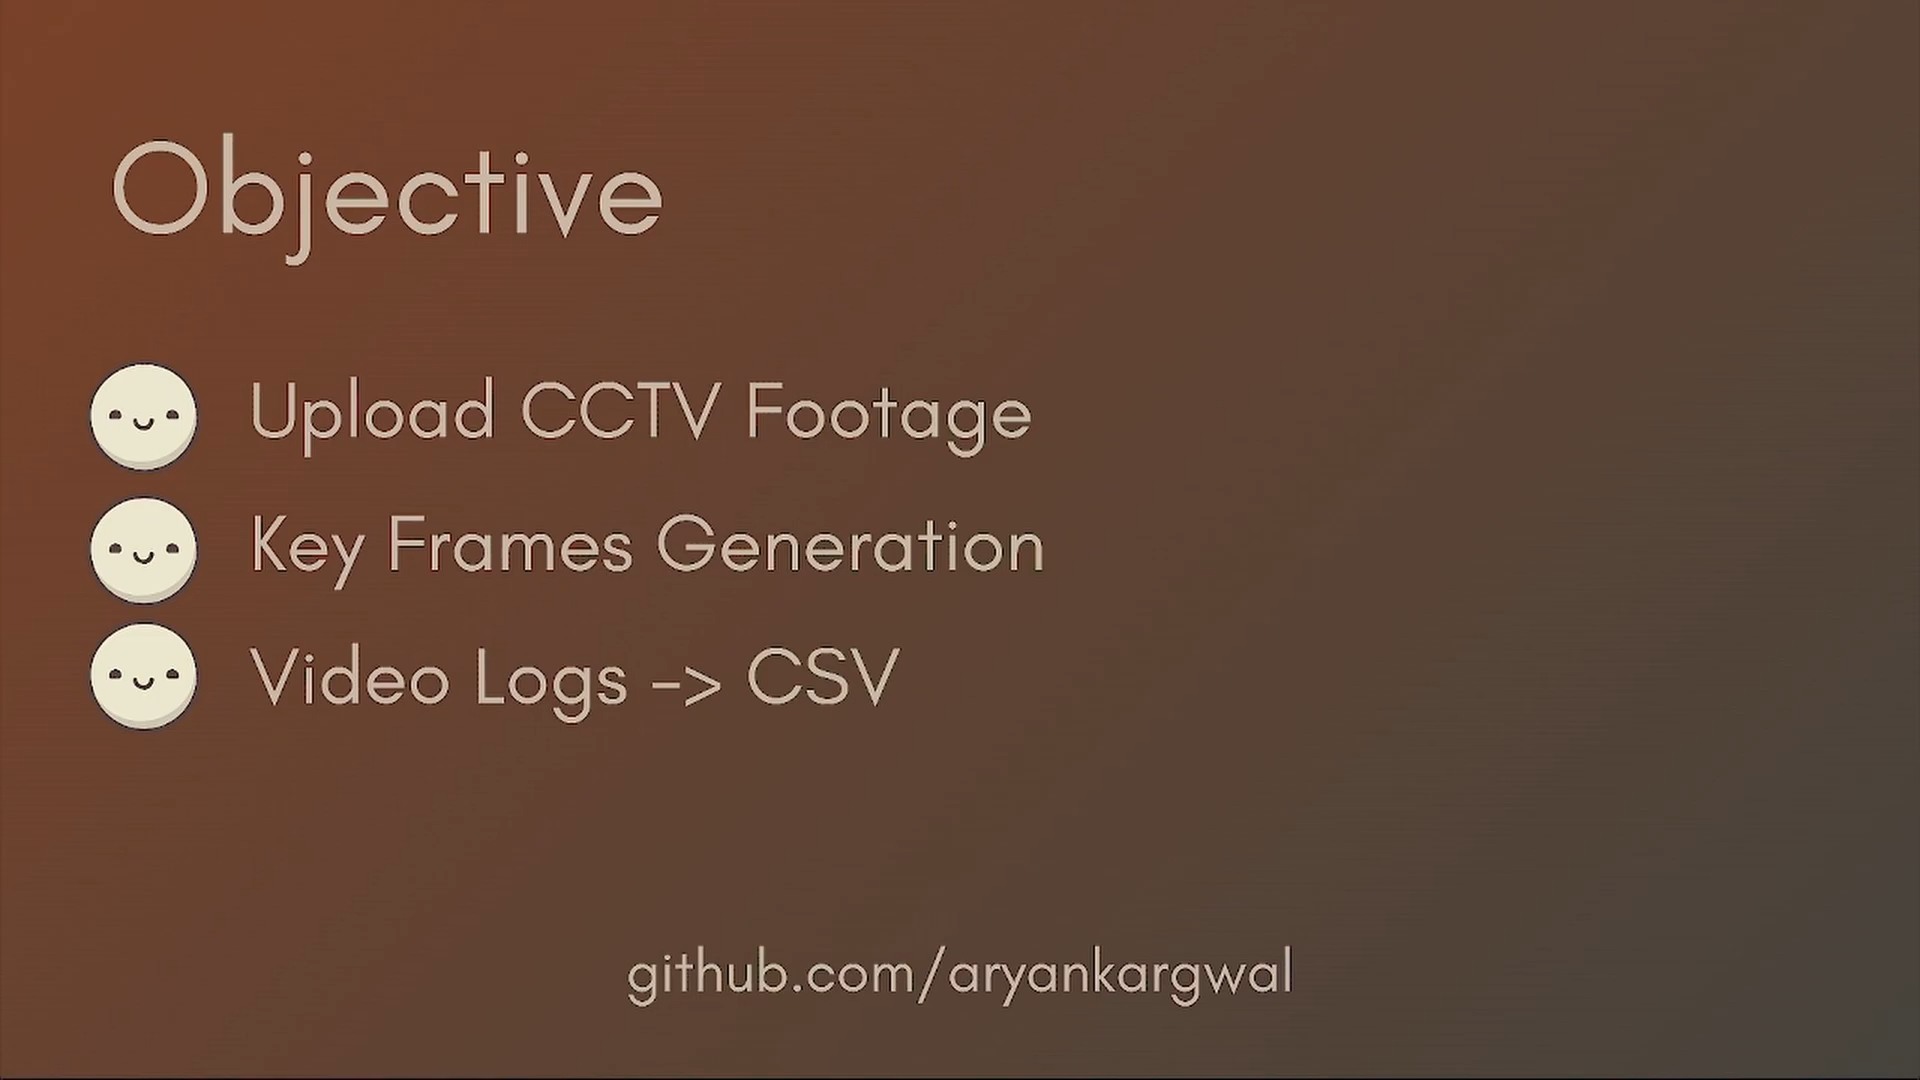 Objective
Upload CCTV Footage
Key Frames Generation
Video Logs -> CSV
github.com/aryankargwal